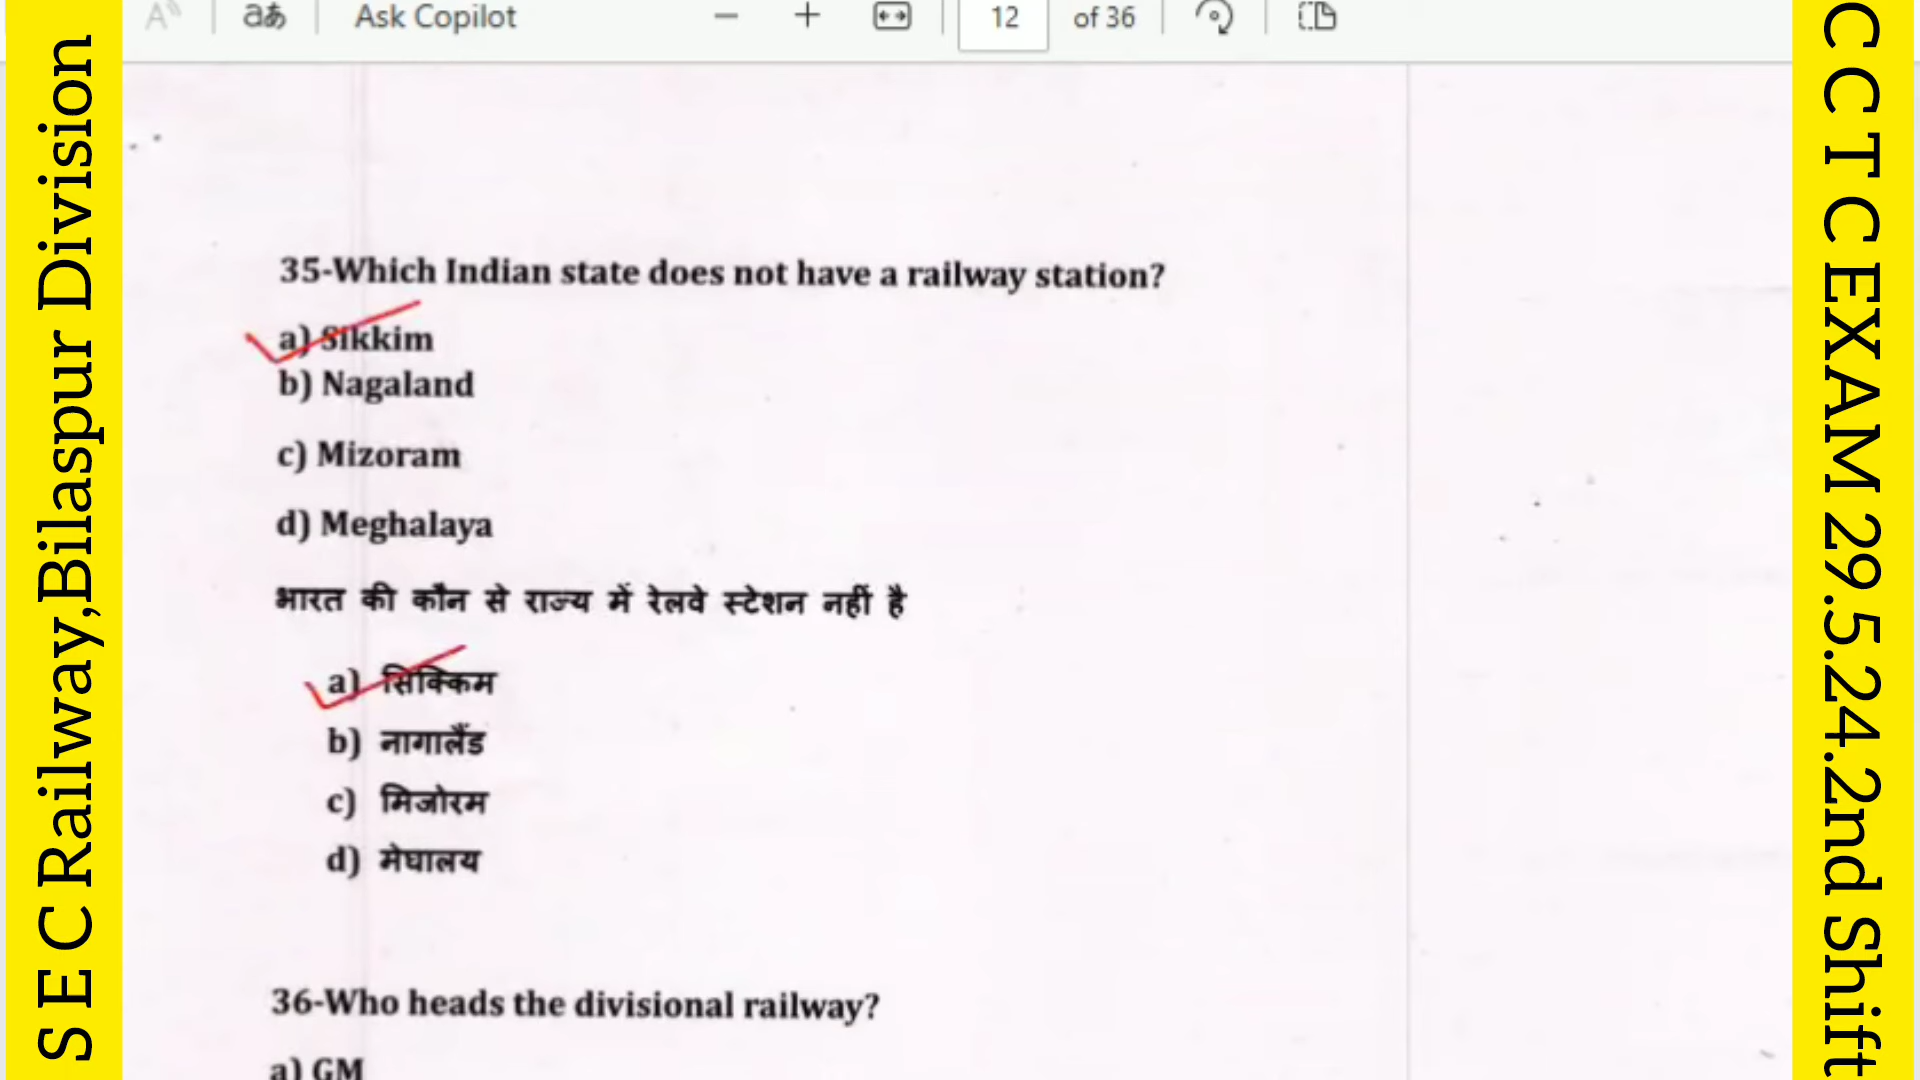 Ask Copilot
12
of 36
S E C Railway,Bilaspur Division
C C T C EXAM 29.5.24.2nd Shift
35-Which Indian state does not have a railway station?
a) Sikkim
b) Nagaland
c) Mizoram
d) Meghalaya
भारत की कौन से राज्य में रेलवे स्टेशन नहीं है
a) सिक्किम
b) नागालैंड
c) मिजोरम
d) मेघालय
36-Who heads the divisional railway?
a) GM